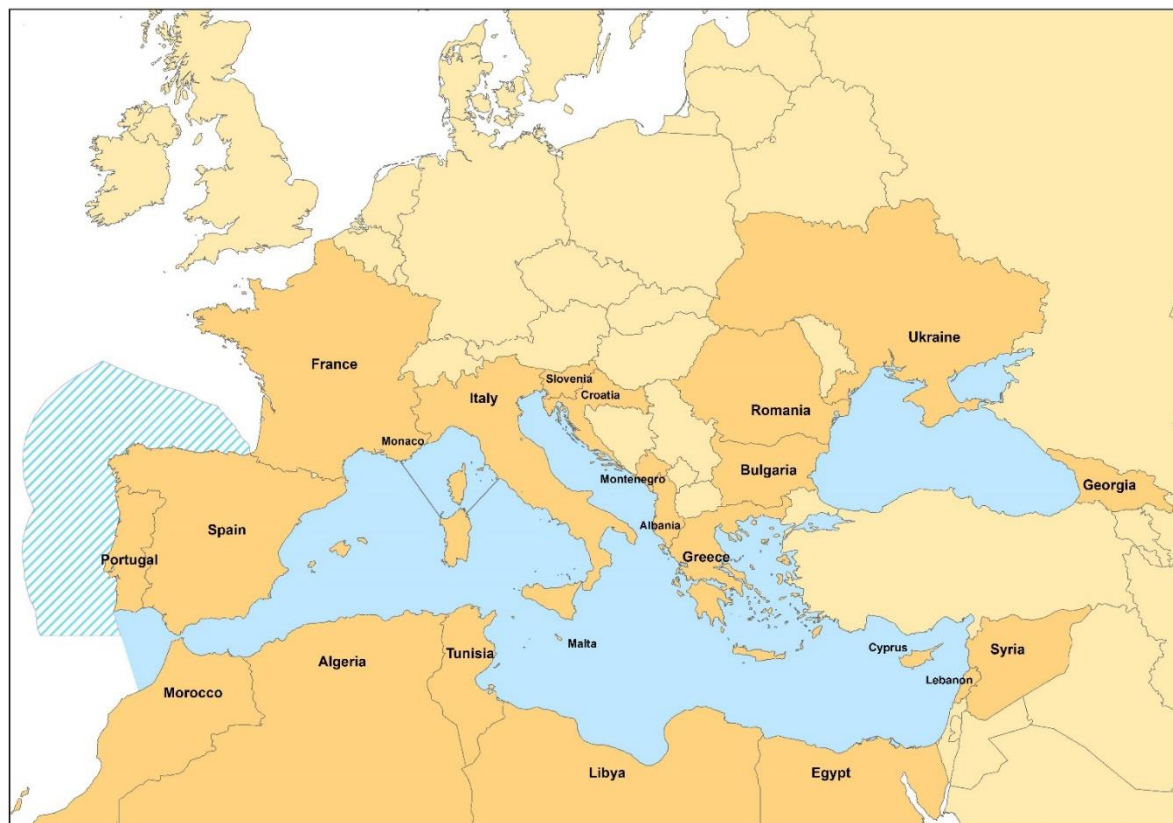 Ukraine
France
Slovenia
Italy
Croatia
Romania
Monaco
Bulgaria
Montenegro
Georgia
Albania
Spain
Greece
Portugal
Malta
Cyprus
Syria
Tunisia
Algeria
Lebanon
Morocco
Libya
Egypt